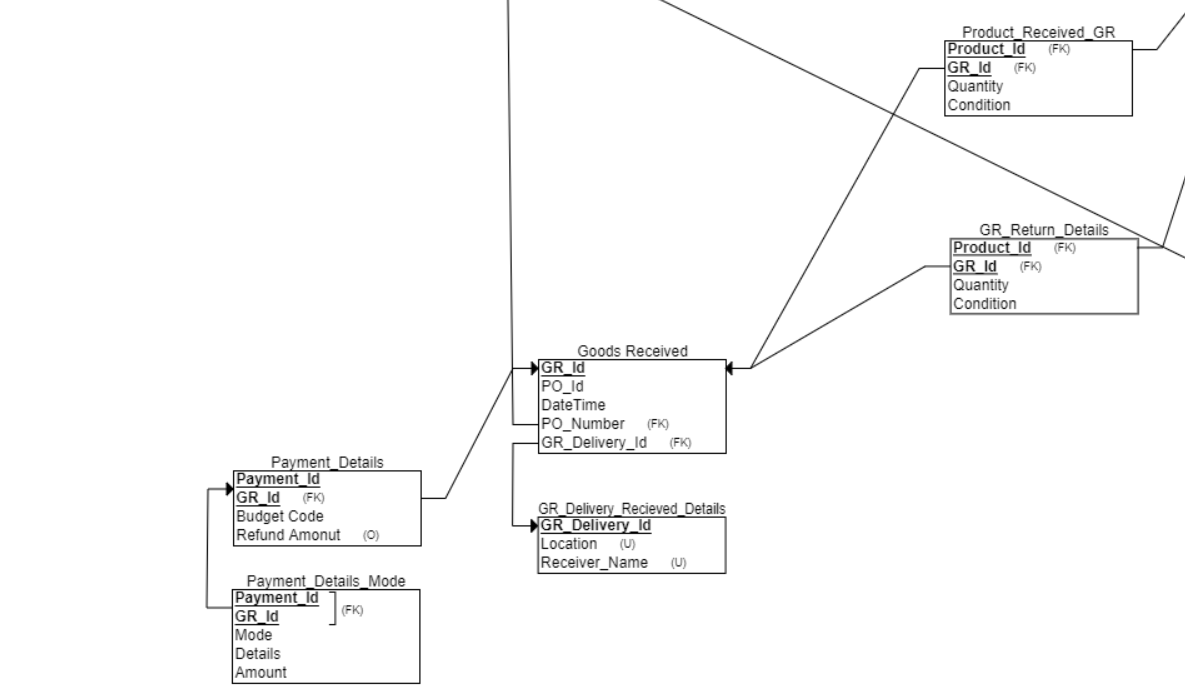 Product_Received_GR
Product_Id (FK)
GR_Id (FK)
Quantity
Condition
GR_Return_Details
Product_Id (FK)
GR_Id (FK)
Quantity
Condition
Goods Received
GR_Id
PO_Id
DateTime
PO_Number (FK)
GR_Delivery_Id (FK)
Payment_Details
Payment_Id
GR_Id (FK)
Budget Code
Refund Amonut (O)
GR_Delivery_Recieved_Details
GR_Delivery_Id
Location (U)
Receiver_Name (U)
Payment_Details_Mode
Payment_Id
GR_Id
(FK)
Mode
Details
Amount